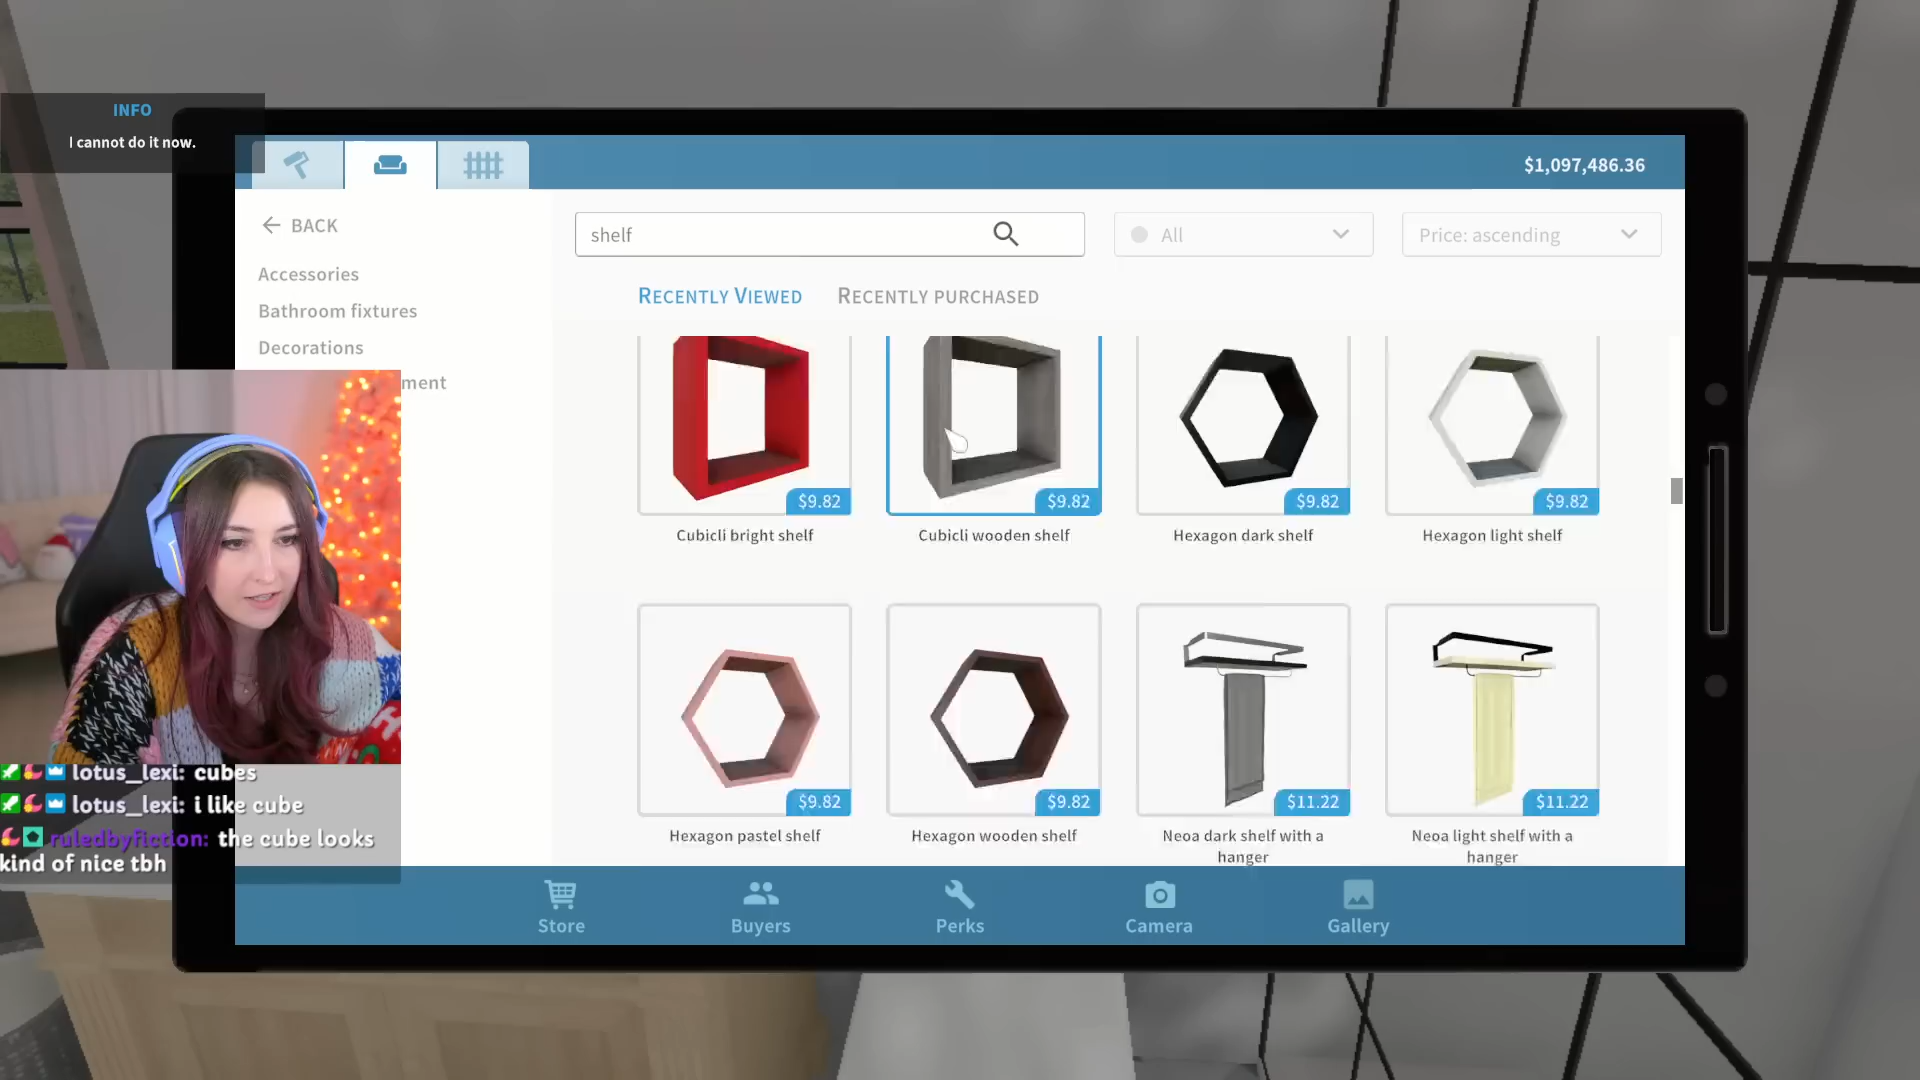 INFO
I cannot do it now.
$1,097,486.36
BACK
Accessories
Bathroom fixtures
Decorations
ment
shelf
All
Price: ascending
RECENTLY VIEWED
RECENTLY PURCHASED
$9.82
$9.82
$9.82
$9.82
Cubicli bright shelf
Cubicli wooden shelf
Hexagon dark shelf
Hexagon light shelf
$9.82
$9.82
$11.22
$11.22
Hexagon pastel shelf
Hexagon wooden shelf
Neoa dark shelf with a
hanger
Neoa light shelf with a
hanger
lotus_lexi: cubes
lotus_lexi: i like cube
ruledbyfiction: the cube looks
kind of nice tbh
Store
Buyers
Perks
Camera
Gallery